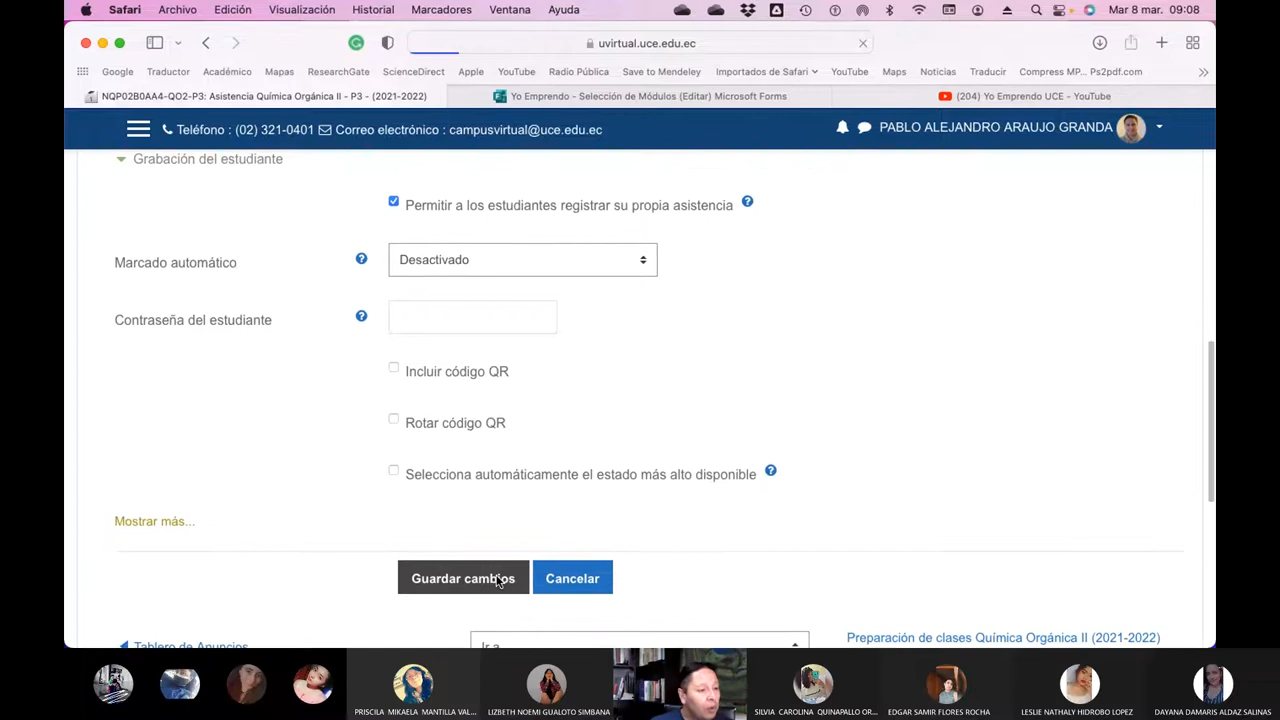 Safari Archivo Edición Visualización Historial Marcadores Ventana Ayuda Mar 8 mar. 09:08
uvirtual.uce.edu.ec
Google Traductor Académico Mapas ResearchGate ScienceDirect Apple YouTube Radio Pública Save to Mendeley Importados de Safari YouTube Maps Noticias Traducir Compress MP... Ps2pdf.com
NQP02B0AA4-QO2-P3: Asistencia Química Orgánica II - P3 - (2021-2022) Yo Emprendo - Selección de Módulos (Editar) Microsoft Forms (204) Yo Emprendo UCE - YouTube
Teléfono : (02) 321-0401 Correo electrónico : campusvirtual@uce.edu.ec PABLO ALEJANDRO ARAUJO GRANDA
Grabación del estudiante
Permitir a los estudiantes registrar su propia asistencia
Marcado automático Desactivado
Contraseña del estudiante
Incluir código QR
Rotar código QR
Selecciona automáticamente el estado más alto disponible
Mostrar más...
Guardar cambios Cancelar
Tablero de Anuncios Ir a... Preparación de clases Química Orgánica II (2021-2022)
PRISCILA MIKAELA MANTILLA VAL... LIZBETH NOEMI GUALOTO SIMBANA SILVIA CAROLINA QUINAPALLO OR... EDGAR SAMIR FLORES ROCHA LESLIE NATHALY HIDROBO LOPEZ DAYANA DAMARIS ALDAZ SALINAS